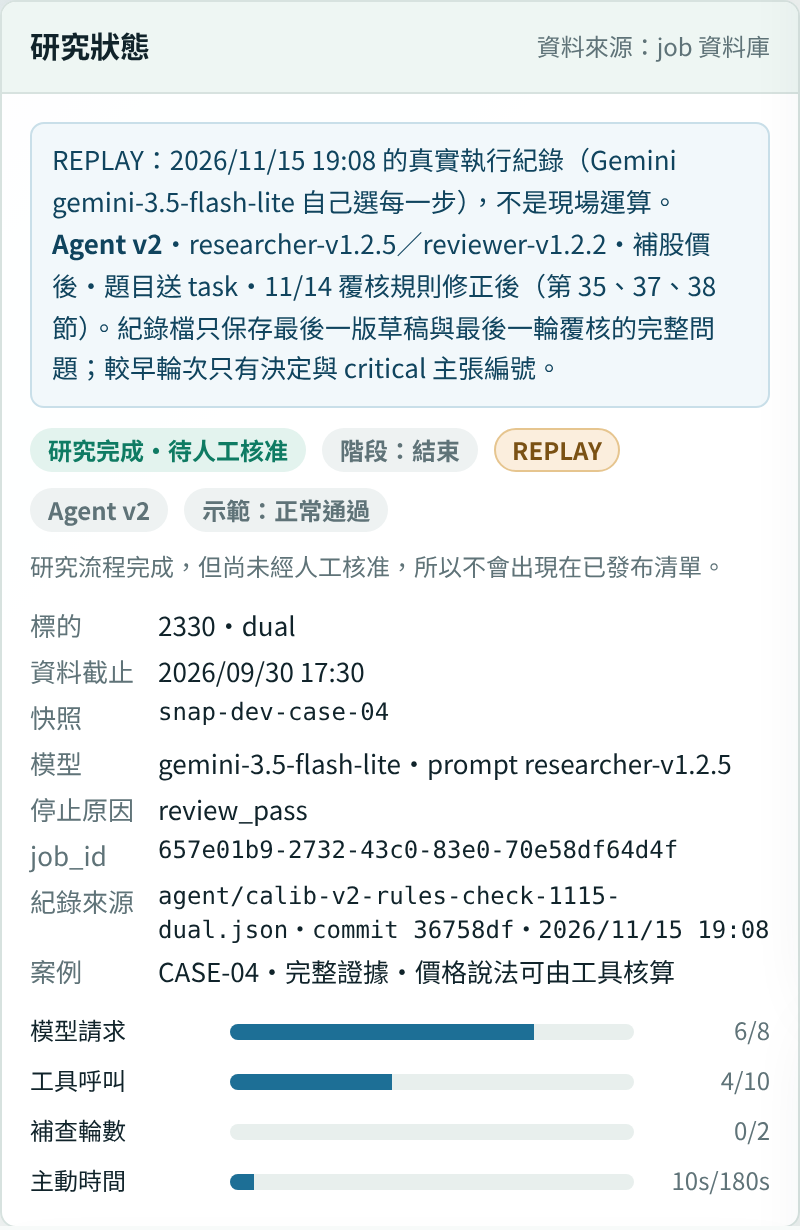 研究狀態
資料來源：job 資料庫
REPLAY：2026/11/15 19:08 的真實執行紀錄（Gemini
gemini-3.5-flash-lite 自己選每一步），不是現場運算。
Agent v2・researcher-v1.2.5／reviewer-v1.2.2・補股價
後・題目送 task・11/14 覆核規則修正後（第 35、37、38
節）。紀錄檔只保存最後一版草稿與最後一輪覆核的完整問
題；較早輪次只有決定與 critical 主張編號。
研究完成・待人工核准
階段：結束
REPLAY
Agent v2
示範：正常通過
研究流程完成，但尚未經人工核准，所以不會出現在已發布清單。
標的 2330・dual
資料截止 2026/09/30 17:30
快照 snap-dev-case-04
模型 gemini-3.5-flash-lite・prompt researcher-v1.2.5
停止原因 review_pass
job_id 657e01b9-2732-43c0-83e0-70e58df64d4f
紀錄來源 agent/calib-v2-rules-check-1115-
dual.json・commit 36758df・2026/11/15 19:08
案例 CASE-04・完整證據・價格說法可由工具核算
模型請求 6/8
工具呼叫 4/10
補查輪數 0/2
主動時間 10s/180s